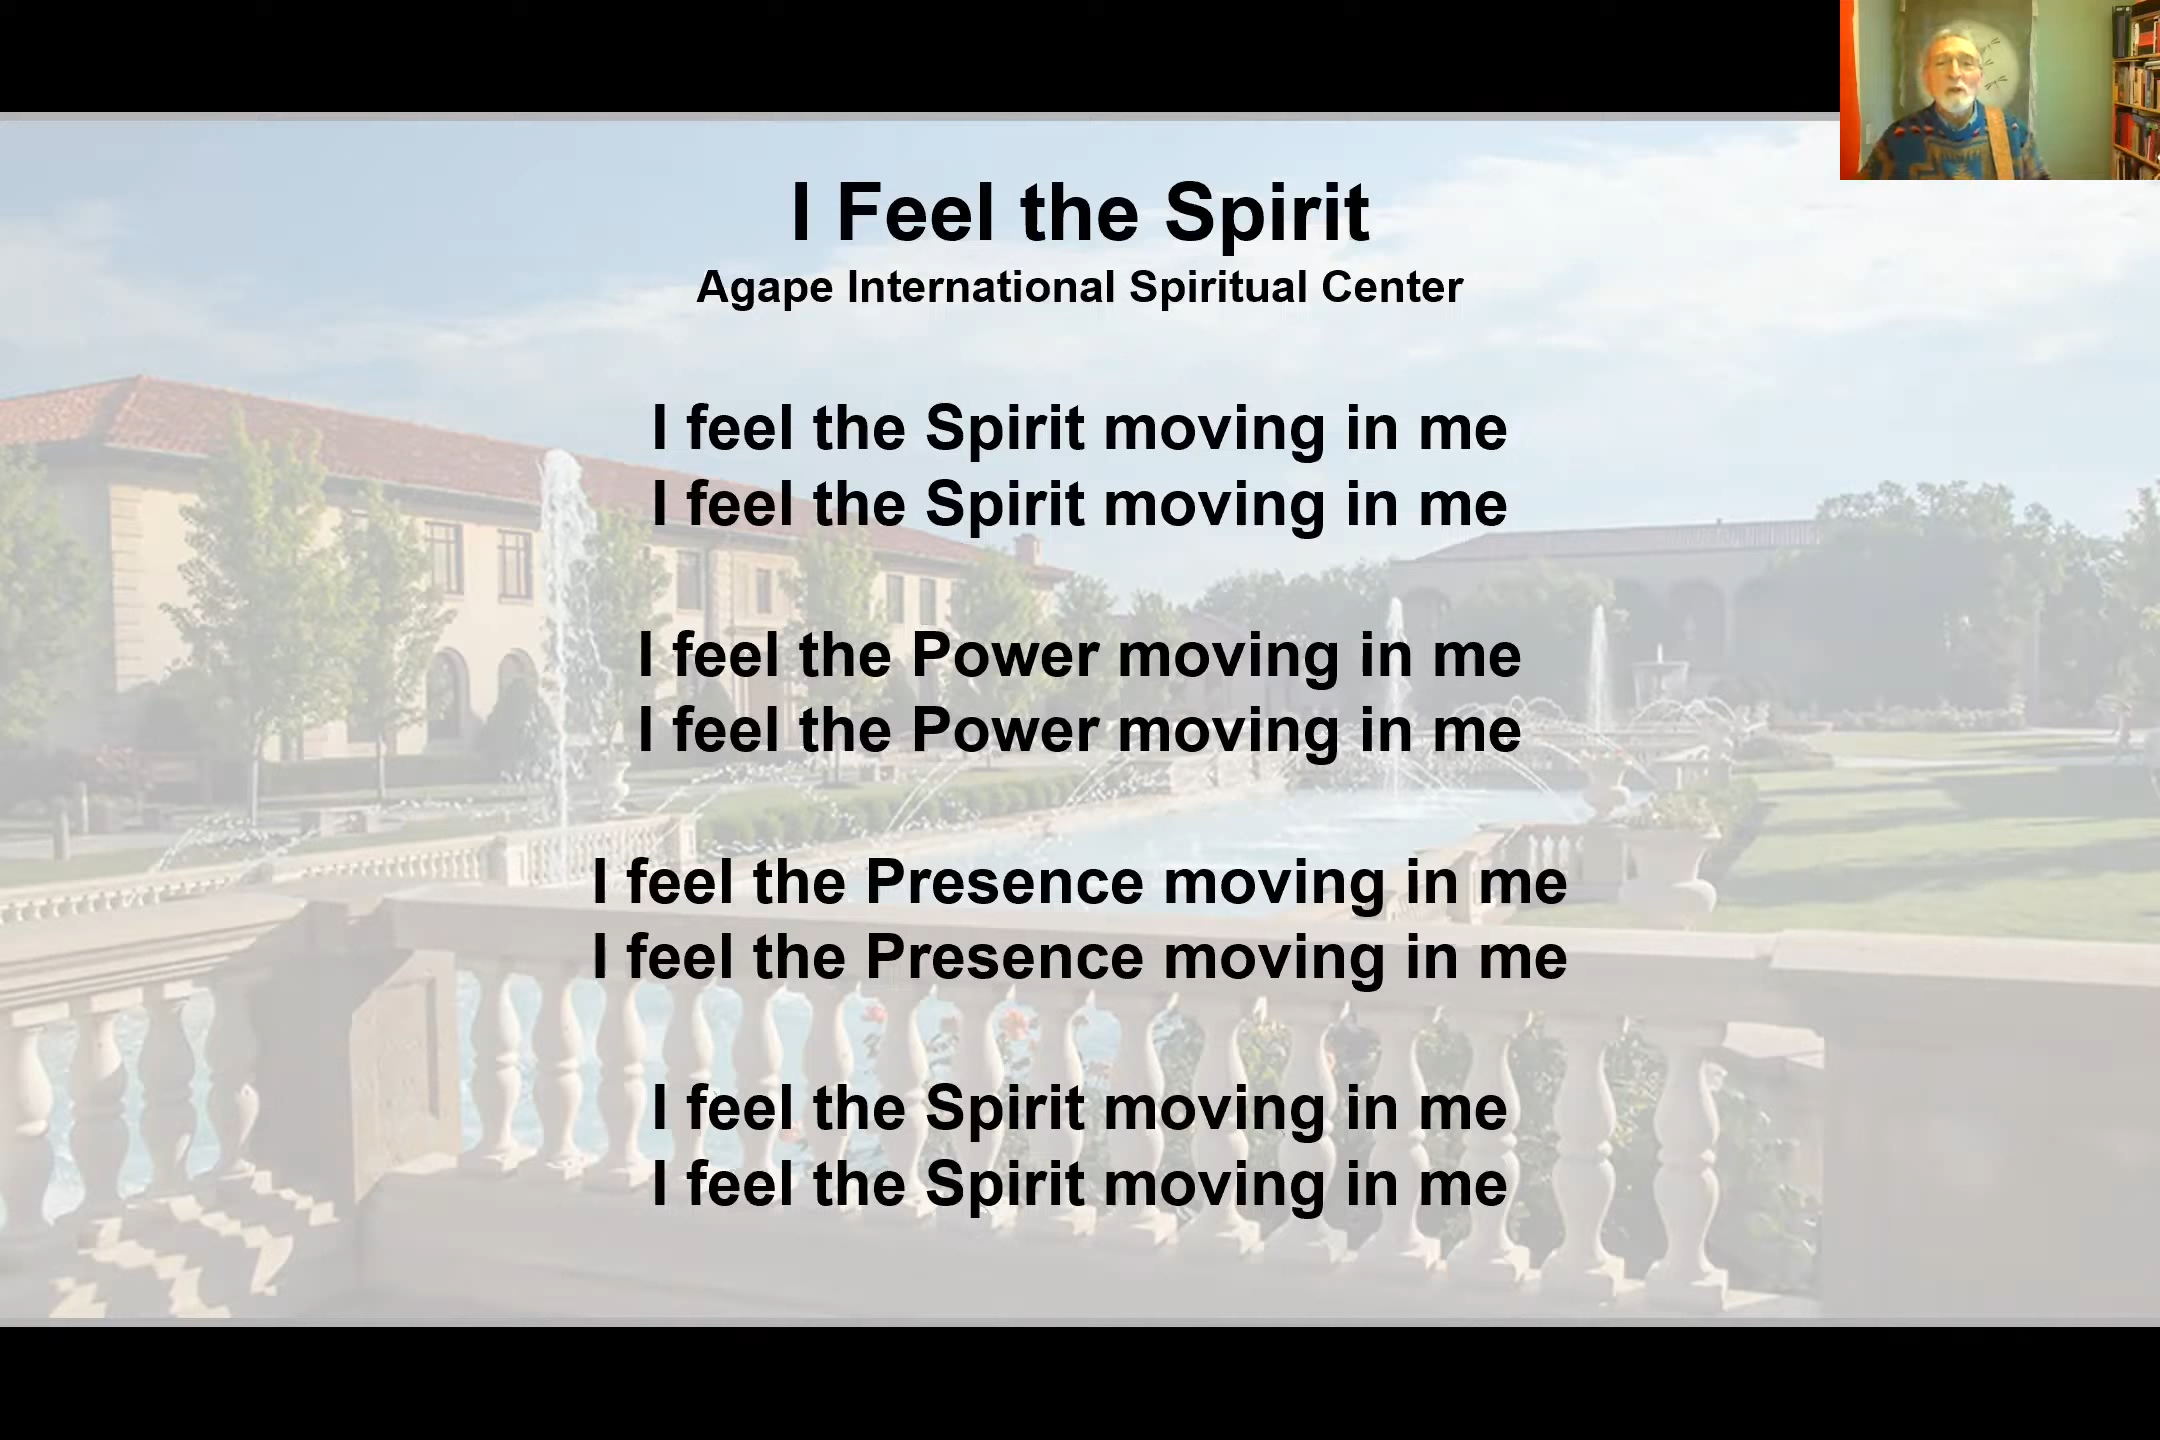 I Feel the Spirit
Agape International Spiritual Center
I feel the Spirit moving in me
I feel the Spirit moving in me
I feel the Power moving in me
I feel the Power moving in me
I feel the Presence moving in me
I feel the Presence moving in me
I feel the Spirit moving in me
I feel the Spirit moving in me